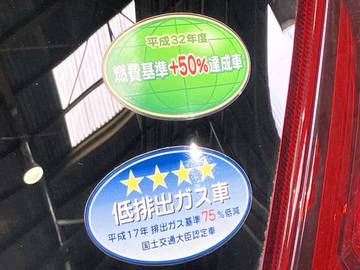 平成32年度
燃費基準+50%達成車
低排出ガス車
平成17年 排出ガス基準75%低減
国土交通大臣認定車